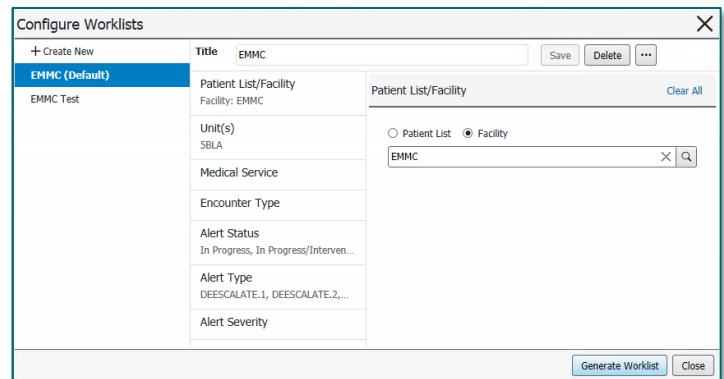 Configure Worklists
+ Create New
EMMC (Default)
EMMC Test
Title EMMC Save Delete ...
Patient List/Facility
Facility: EMMC
Unit(s)
5BLA
Medical Service
Encounter Type
Alert Status
In Progress, In Progress/Interven...
Alert Type
DEESCALATE.1, DEESCALATE.2,...
Alert Severity
Patient List/Facility Clear All
Patient List Facility
EMMC
Generate Worklist Close